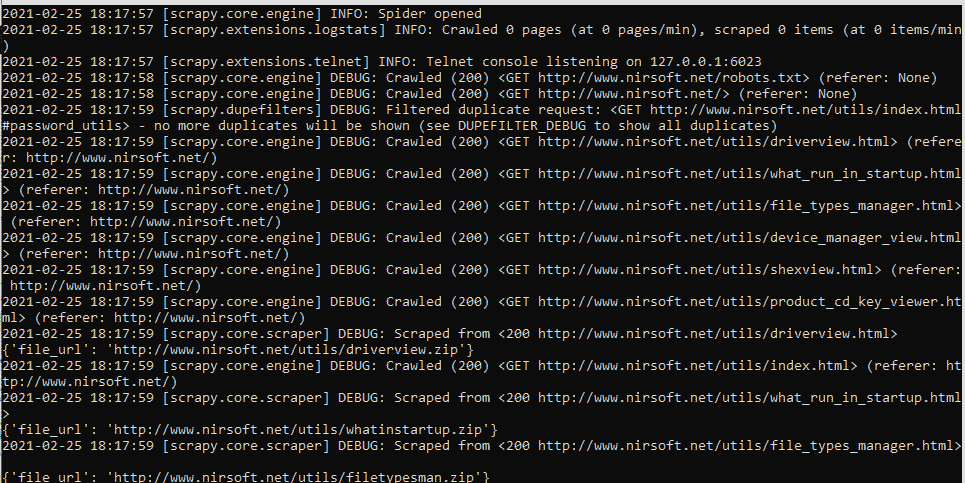 2021-02-25 18:17:57 [scrapy.core.engine] INFO: Spider opened
2021-02-25 18:17:57 [scrapy.extensions.logstats] INFO: Crawled 0 pages (at 0 pages/min), scraped 0 items (at 0 items/min
)
2021-02-25 18:17:57 [scrapy.extensions.telnet] INFO: Telnet console listening on 127.0.0.1:6023
2021-02-25 18:17:58 [scrapy.core.engine] DEBUG: Crawled (200) <GET http://www.nirsoft.net/robots.txt> (referer: None)
2021-02-25 18:17:58 [scrapy.core.engine] DEBUG: Crawled (200) <GET http://www.nirsoft.net/> (referer: None)
2021-02-25 18:17:59 [scrapy.dupefilters] DEBUG: Filtered duplicate request: <GET http://www.nirsoft.net/utils/index.html
#password_utils> - no more duplicates will be shown (see DUPEFILTER_DEBUG to show all duplicates)
2021-02-25 18:17:59 [scrapy.core.engine] DEBUG: Crawled (200) <GET http://www.nirsoft.net/utils/driverview.html> (refere
r: http://www.nirsoft.net/)
2021-02-25 18:17:59 [scrapy.core.engine] DEBUG: Crawled (200) <GET http://www.nirsoft.net/utils/what_run_in_startup.html
> (referer: http://www.nirsoft.net/)
2021-02-25 18:17:59 [scrapy.core.engine] DEBUG: Crawled (200) <GET http://www.nirsoft.net/utils/file_types_manager.html>
 (referer: http://www.nirsoft.net/)
2021-02-25 18:17:59 [scrapy.core.engine] DEBUG: Crawled (200) <GET http://www.nirsoft.net/utils/device_manager_view.html
> (referer: http://www.nirsoft.net/)
2021-02-25 18:17:59 [scrapy.core.engine] DEBUG: Crawled (200) <GET http://www.nirsoft.net/utils/shexview.html> (referer:
 http://www.nirsoft.net/)
2021-02-25 18:17:59 [scrapy.core.engine] DEBUG: Crawled (200) <GET http://www.nirsoft.net/utils/product_cd_key_viewer.ht
ml> (referer: http://www.nirsoft.net/)
2021-02-25 18:17:59 [scrapy.core.scraper] DEBUG: Scraped from <200 http://www.nirsoft.net/utils/driverview.html>
{'file_url': 'http://www.nirsoft.net/utils/driverview.zip'}
2021-02-25 18:17:59 [scrapy.core.engine] DEBUG: Crawled (200) <GET http://www.nirsoft.net/utils/index.html> (referer: ht
tp://www.nirsoft.net/)
2021-02-25 18:17:59 [scrapy.core.scraper] DEBUG: Scraped from <200 http://www.nirsoft.net/utils/what_run_in_startup.html
>
{'file_url': 'http://www.nirsoft.net/utils/whatinstartup.zip'}
2021-02-25 18:17:59 [scrapy.core.scraper] DEBUG: Scraped from <200 http://www.nirsoft.net/utils/file_types_manager.html>
{'file_url': 'http://www.nirsoft.net/utils/filetypesman.zip'}